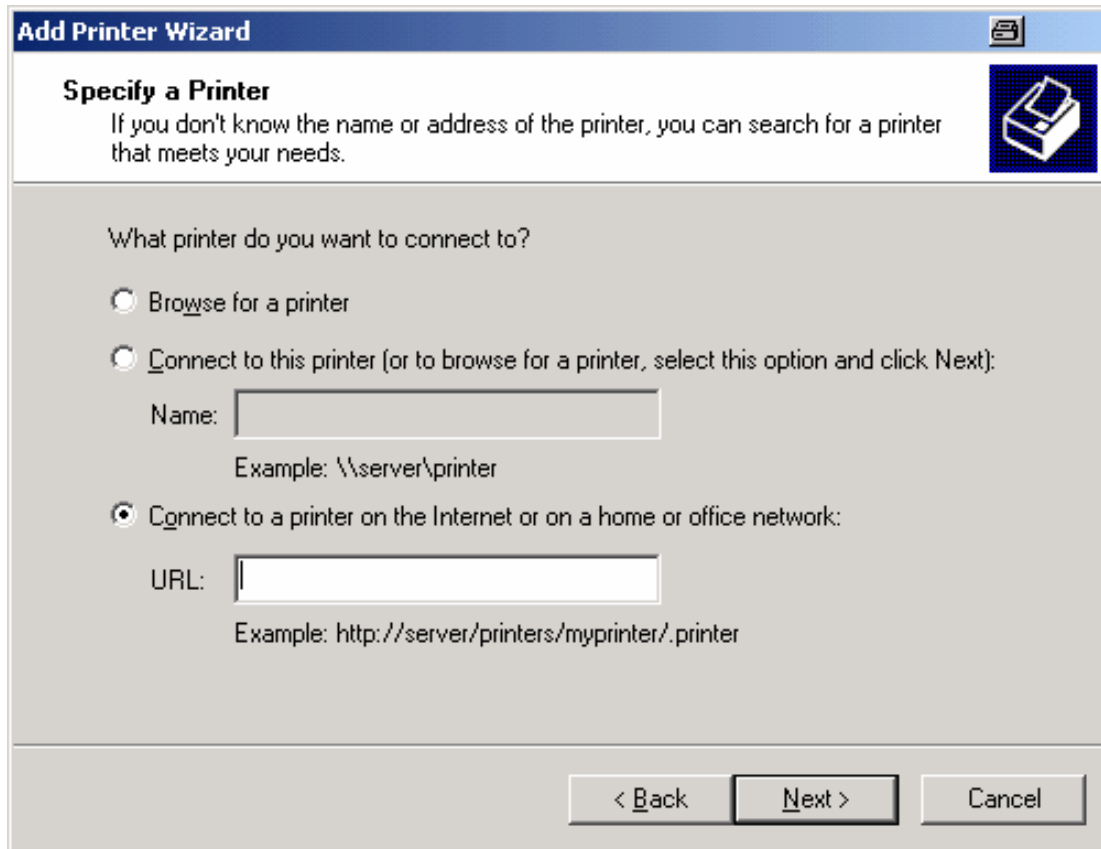 Add Printer Wizard
Specify a Printer
If you don't know the name or address of the printer, you can search for a printer
that meets your needs.
What printer do you want to connect to?
Browse for a printer
Connect to this printer (or to browse for a printer, select this option and click Next):
Name:
Example: \\server\printer
Connect to a printer on the Internet or on a home or office network:
URL:
Example: http://server/printers/myprinter/.printer
< Back Next > Cancel